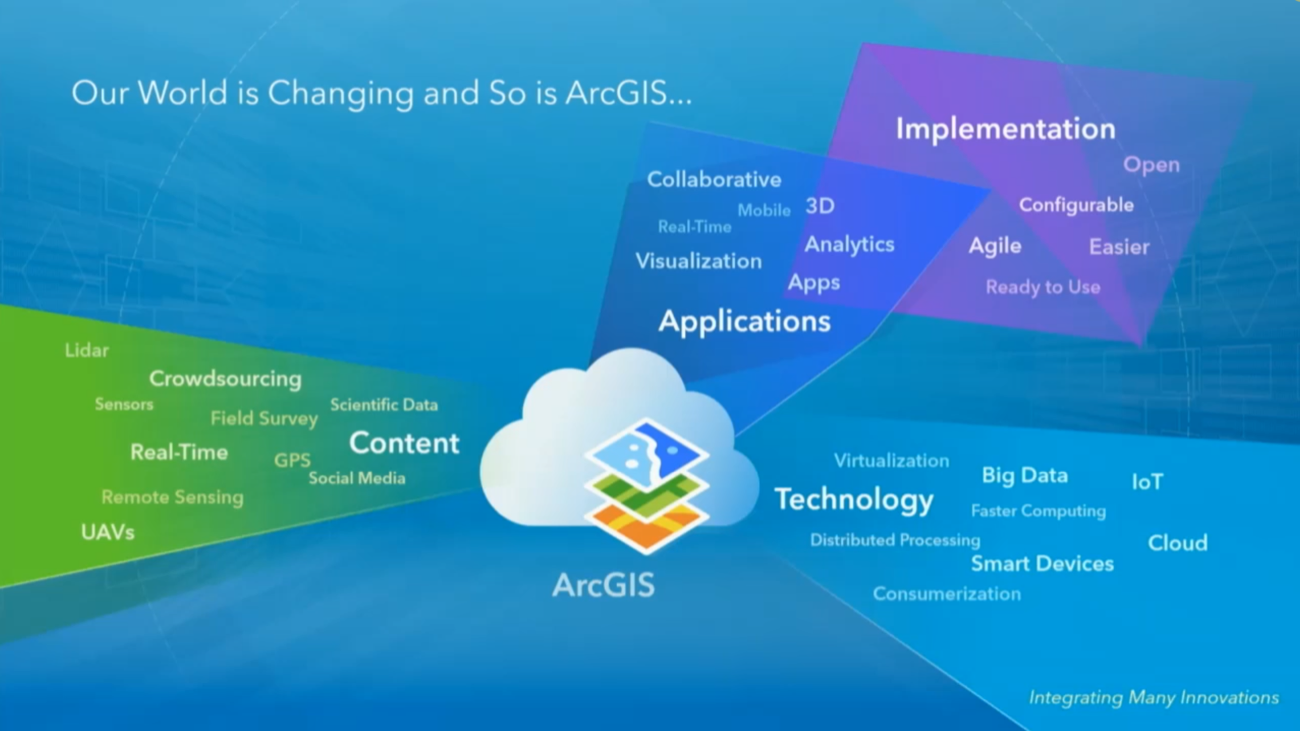 Our World is Changing and So is ArcGIS...
Implementation
Open
Configurable
Agile
Easier
Ready to Use
Collaborative
Mobile
3D
Real-Time
Analytics
Visualization
Apps
Applications
Lidar
Crowdsourcing
Sensors
Scientific Data
Field Survey
Content
Real-Time
GPS
Social Media
Remote Sensing
UAVs
ArcGIS
Virtualization
Big Data
IoT
Technology
Faster Computing
Distributed Processing
Cloud
Smart Devices
Consumerization
Integrating Many Innovations